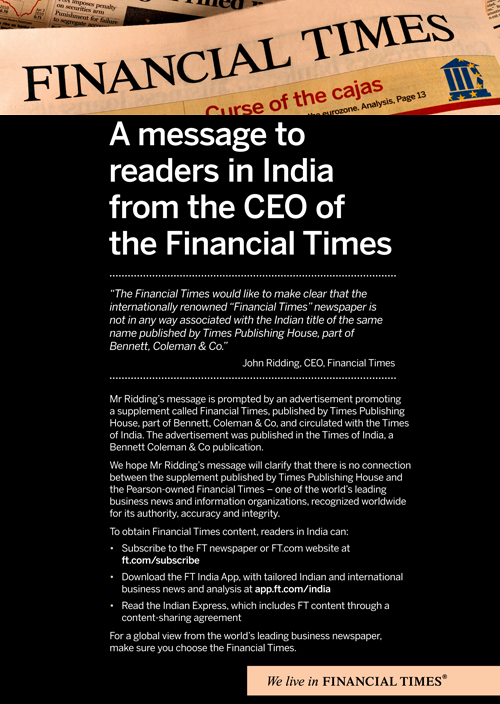 FSA imposes penalty
on securities arm
Punishment for failure
to segregate
FINANCIAL TIMES
Curse of the cajas
the eurozone. Analysis, Page 13
A message to
readers in India
from the CEO of
the Financial Times
“The Financial Times would like to make clear that the
internationally renowned “Financial Times” newspaper is
not in any way associated with the Indian title of the same
name published by Times Publishing House, part of
Bennett, Coleman & Co.”
John Ridding, CEO, Financial Times
Mr Ridding’s message is prompted by an advertisement promoting
a supplement called Financial Times, published by Times Publishing
House, part of Bennett, Coleman & Co, and circulated with the Times
of India. The advertisement was published in the Times of India, a
Bennett Coleman & Co publication.
We hope Mr Ridding’s message will clarify that there is no connection
between the supplement published by Times Publishing House and
the Pearson-owned Financial Times – one of the world’s leading
business news and information organizations, recognized worldwide
for its authority, accuracy and integrity.
To obtain Financial Times content, readers in India can:
• Subscribe to the FT newspaper or FT.com website at
ft.com/subscribe
• Download the FT India App, with tailored Indian and international
business news and analysis at app.ft.com/india
• Read the Indian Express, which includes FT content through a
content-sharing agreement
For a global view from the world’s leading business newspaper,
make sure you choose the Financial Times.
We live in FINANCIAL TIMES®